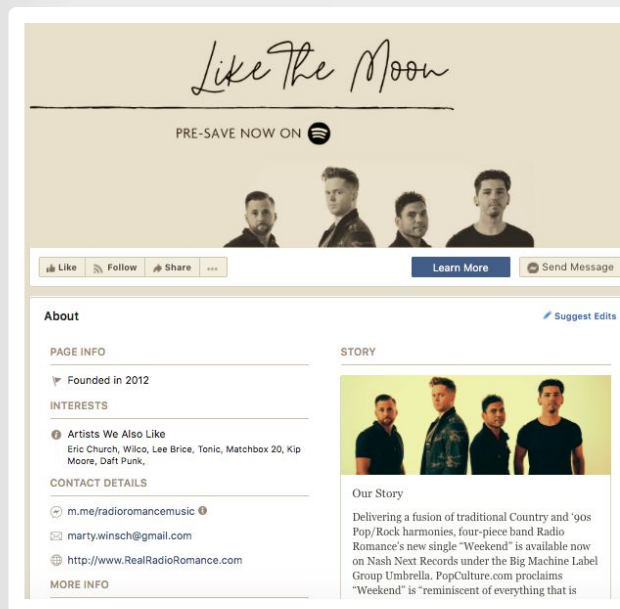 Like The Moon
PRE-SAVE NOW ON
Like
Follow
Share
...
Learn More
Send Message
About
Suggest Edits
PAGE INFO
Founded in 2012
INTERESTS
Artists We Also Like
Eric Church, Wilco, Lee Brice, Tonic, Matchbox 20, Kip
Moore, Daft Punk,
CONTACT DETAILS
m.me/radioromancemusic
marty.winsch@gmail.com
http://www.RealRadioRomance.com
MORE INFO
STORY
Our Story
Delivering a fusion of traditional Country and ‘90s
Pop/Rock harmonies, four-piece band Radio
Romance’s new single “Weekend” is available now
on Nash Next Records under the Big Machine Label
Group Umbrella. PopCulture.com proclaims
“Weekend” is “reminiscent of everything that is